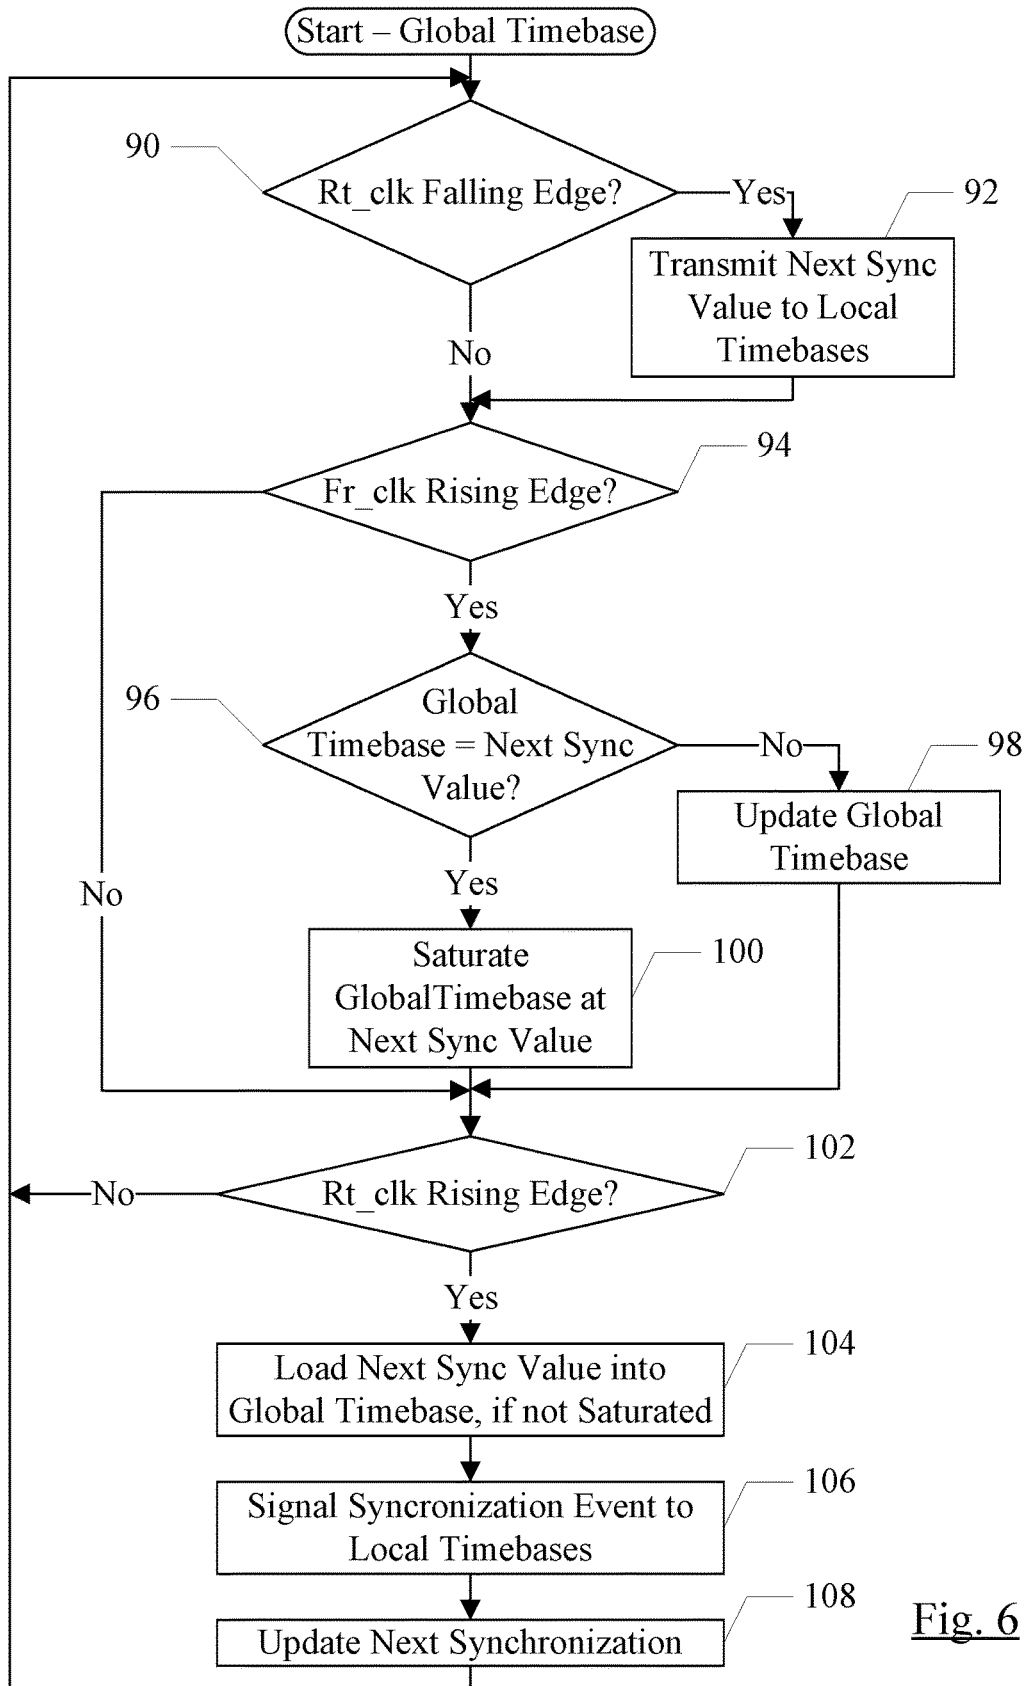 Start – Global Timebase
90
Rt_clk Falling Edge?
Yes
92
Transmit Next Sync
Value to Local
Timebases
No
94
Fr_clk Rising Edge?
Yes
96
Global
Timebase = Next Sync
Value?
No
98
Update Global
Timebase
No
Yes
100
Saturate
GlobalTimebase at
Next Sync Value
102
Rt_clk Rising Edge?
No
Yes
104
Load Next Sync Value into
Global Timebase, if not Saturated
106
Signal Syncronization Event to
Local Timebases
108
Update Next Synchronization
Fig. 6